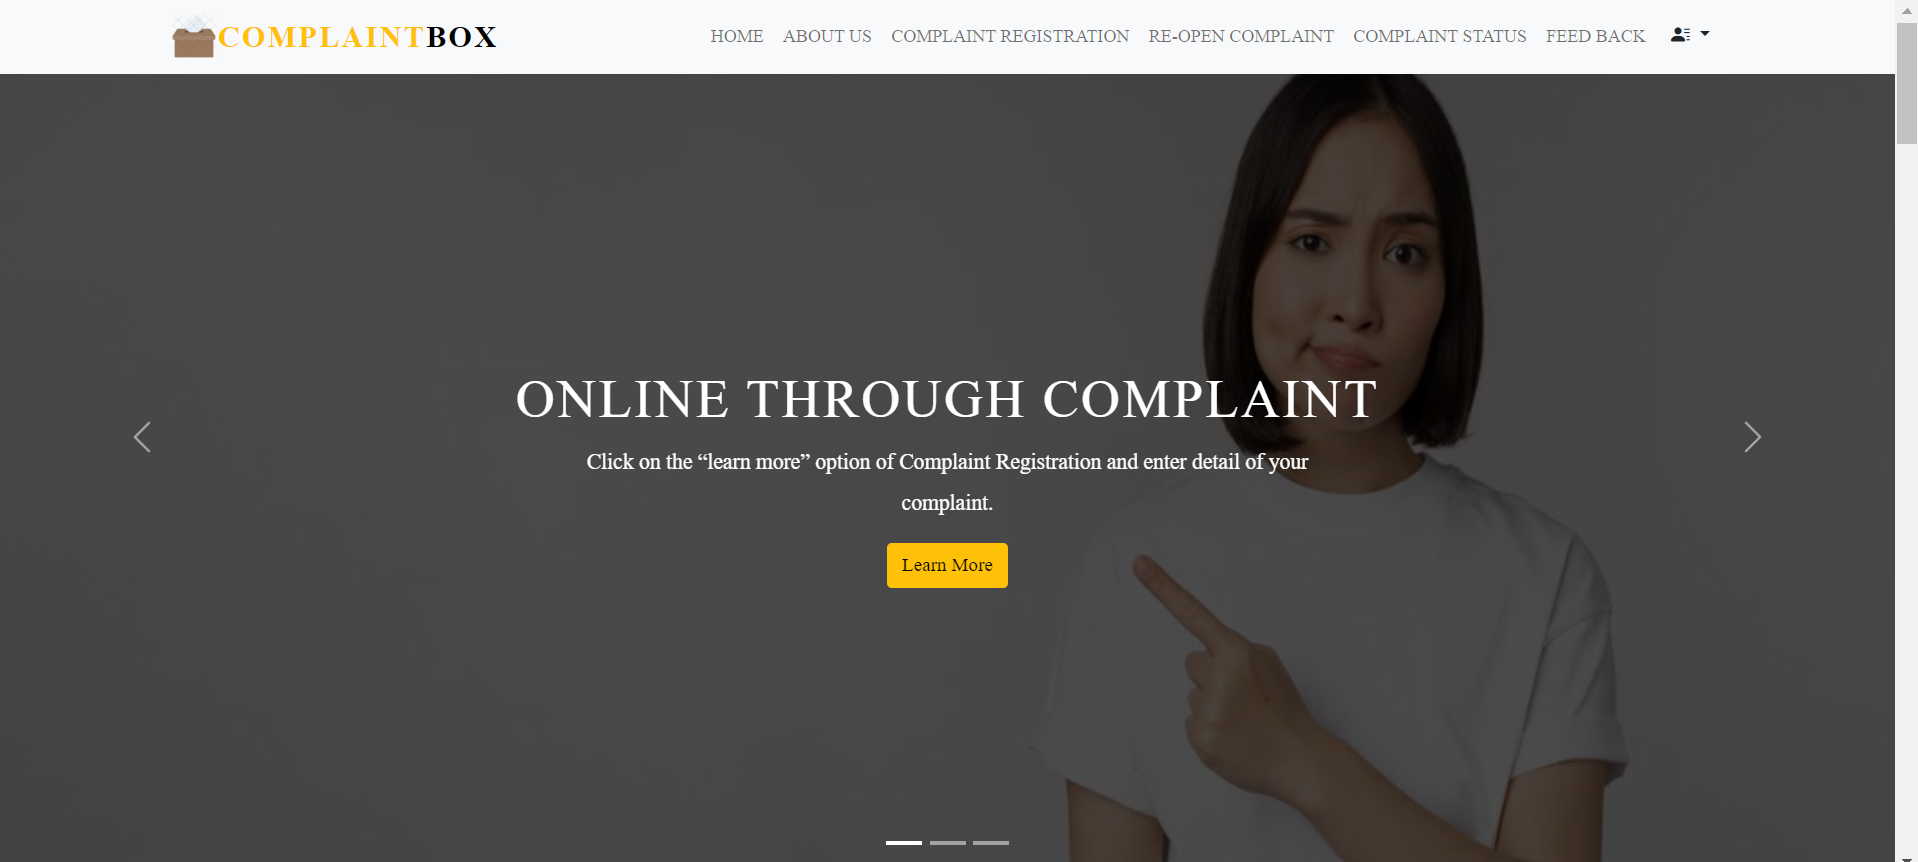 COMPLAINTBOX
HOME ABOUT US COMPLAINT REGISTRATION RE-OPEN COMPLAINT COMPLAINT STATUS FEED BACK
ONLINE THROUGH COMPLAINT
Click on the “learn more” option of Complaint Registration and enter detail of your
complaint.
Learn More